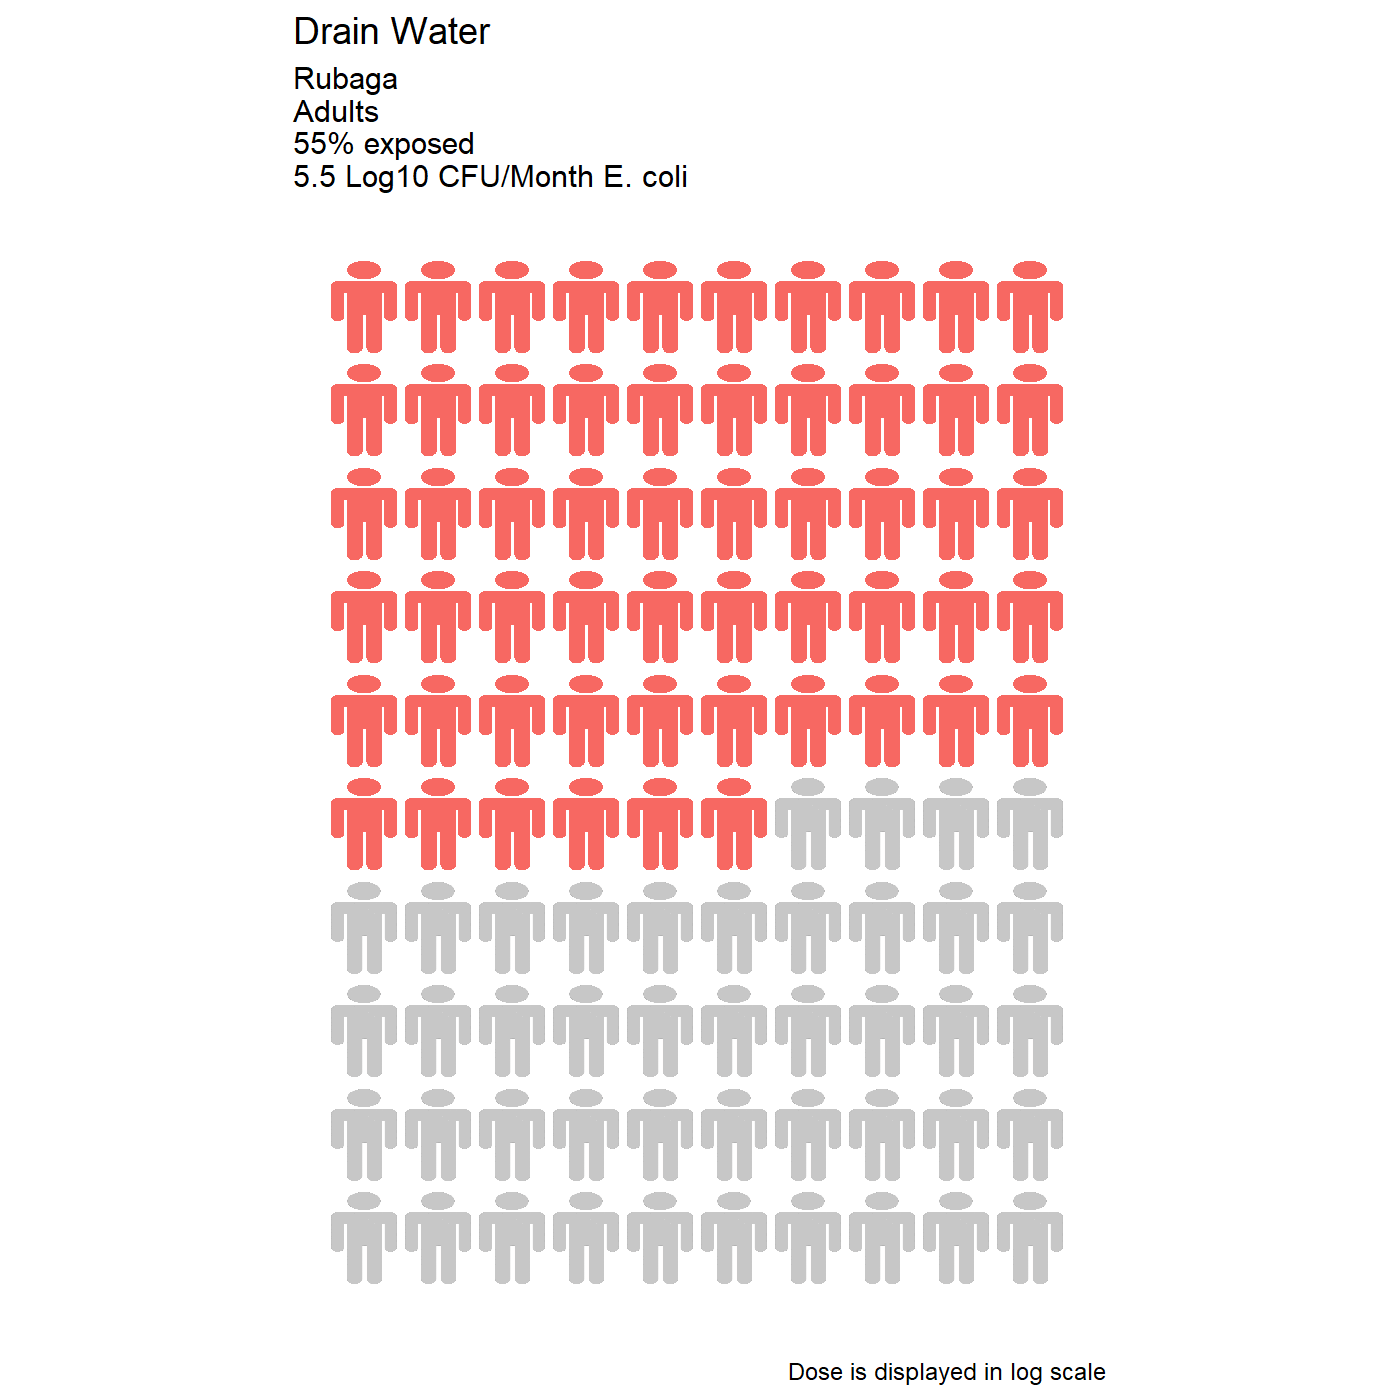 Drain Water
Rubaga
Adults
55% exposed
5.5 Log10 CFU/Month E. coli
Dose is displayed in log scale